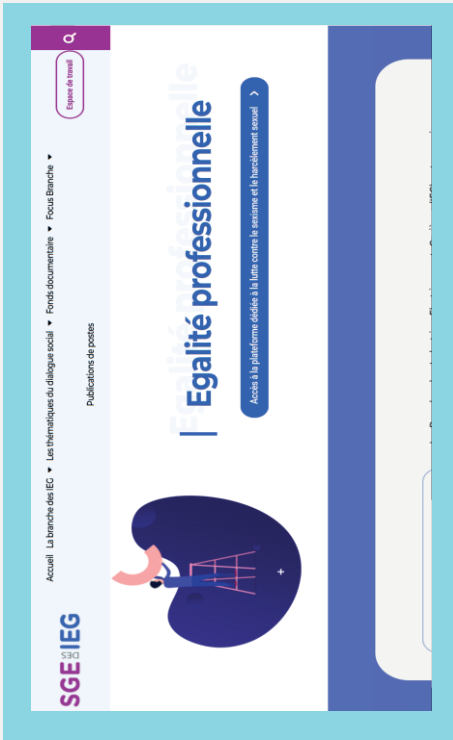 SGE DES IEG
Accueil La branche des IEG ▼ Les thématiques du dialogue social ▼ Fonds documentaire ▼ Focus Branche ▼
Publications de postes
Espace de travail
Egalité professionnelle
Egalité professionnelle
Accès à la plateforme dédiée à la lutte contre le sexisme et le harcèlement sexuel